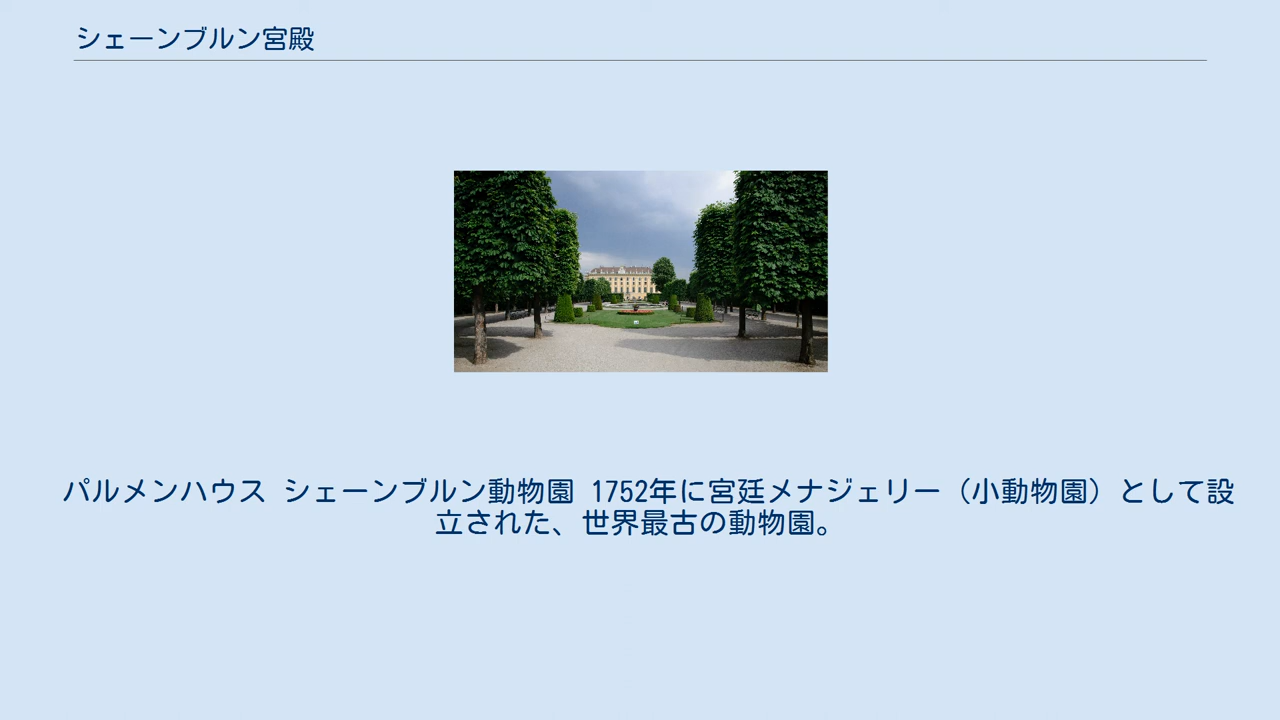 シェーンブルン宮殿
パルメンハウス シェーンブルン動物園 1752年に宮廷メナジェリー（小動物園）として設
立された、世界最古の動物園。